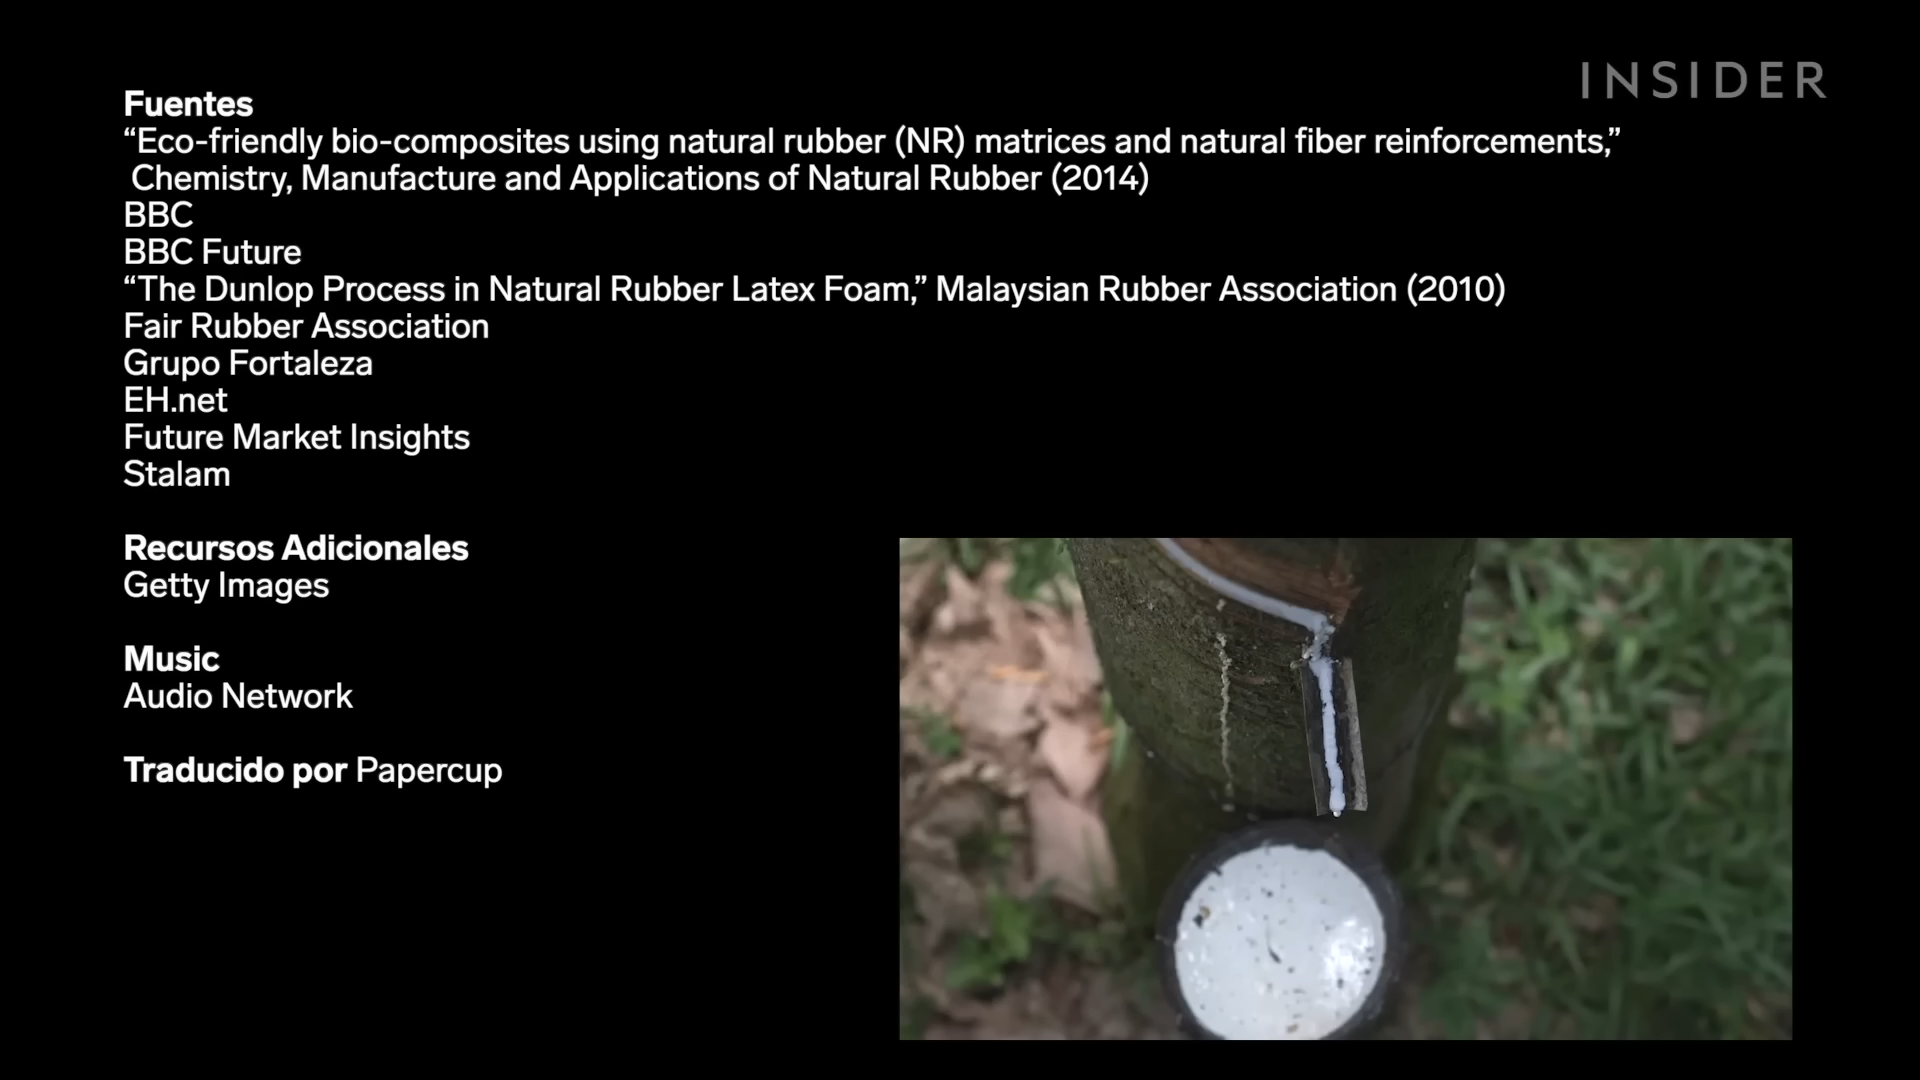 INSIDER
Fuentes
“Eco-friendly bio-composites using natural rubber (NR) matrices and natural fiber reinforcements,”
Chemistry, Manufacture and Applications of Natural Rubber (2014)
BBC
BBC Future
“The Dunlop Process in Natural Rubber Latex Foam,” Malaysian Rubber Association (2010)
Fair Rubber Association
Grupo Fortaleza
EH.net
Future Market Insights
Stalam
Recursos Adicionales
Getty Images
Music
Audio Network
Traducido por Papercup